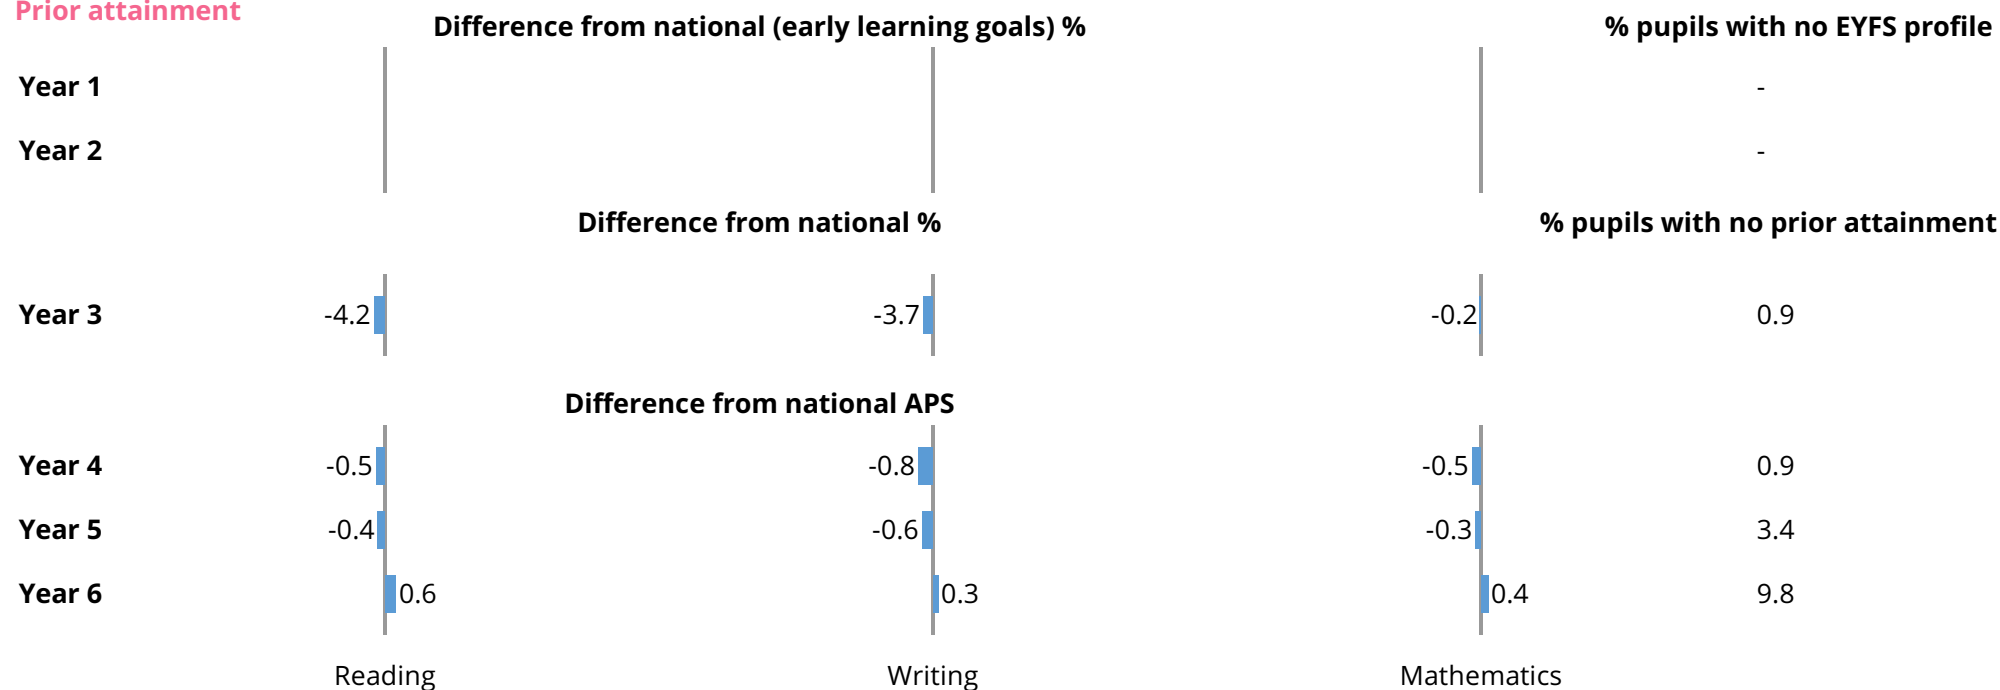 Prior attainment
Difference from national (early learning goals) % % pupils with no EYFS profile
Year 1 -
Year 2 -
Difference from national % % pupils with no prior attainment
Year 3 -4.2 -3.7 -0.2 0.9
Difference from national APS
Year 4 -0.5 -0.8 -0.5 0.9
Year 5 -0.4 -0.6 -0.3 3.4
Year 6 0.6 0.3 0.4 9.8
Reading Writing Mathematics